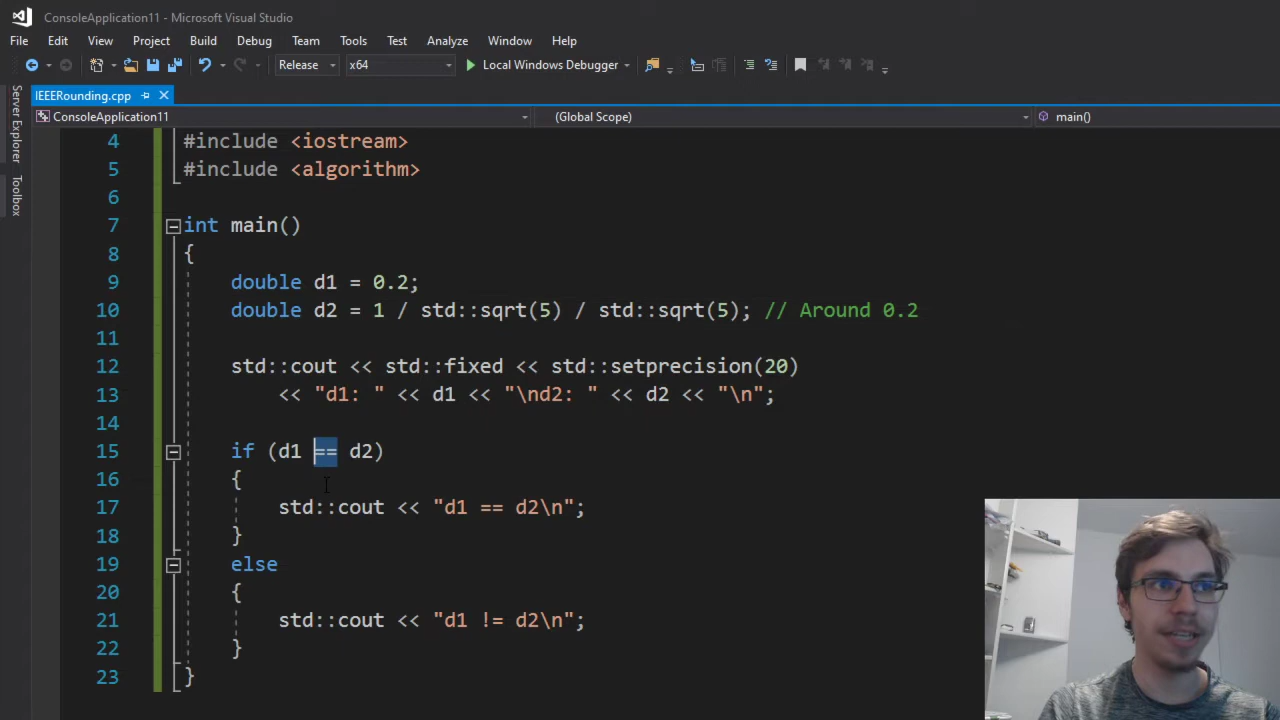 ConsoleApplication11 - Microsoft Visual Studio
File Edit View Project Build Debug Team Tools Test Analyze Window Help
Release x64 Local Windows Debugger
IEEERounding.cpp
ConsoleApplication11 (Global Scope) main()
Server Explorer
Toolbox
4 #include <iostream>
5 #include <algorithm>
6
7 int main()
8 {
9 double d1 = 0.2;
10 double d2 = 1 / std::sqrt(5) / std::sqrt(5); // Around 0.2
11
12 std::cout << std::fixed << std::setprecision(20)
13 << "d1: " << d1 << "\nd2: " << d2 << "\n";
14
15 if (d1 == d2)
16 {
17 std::cout << "d1 == d2\n";
18 }
19 else
20 {
21 std::cout << "d1 != d2\n";
22 }
23 }